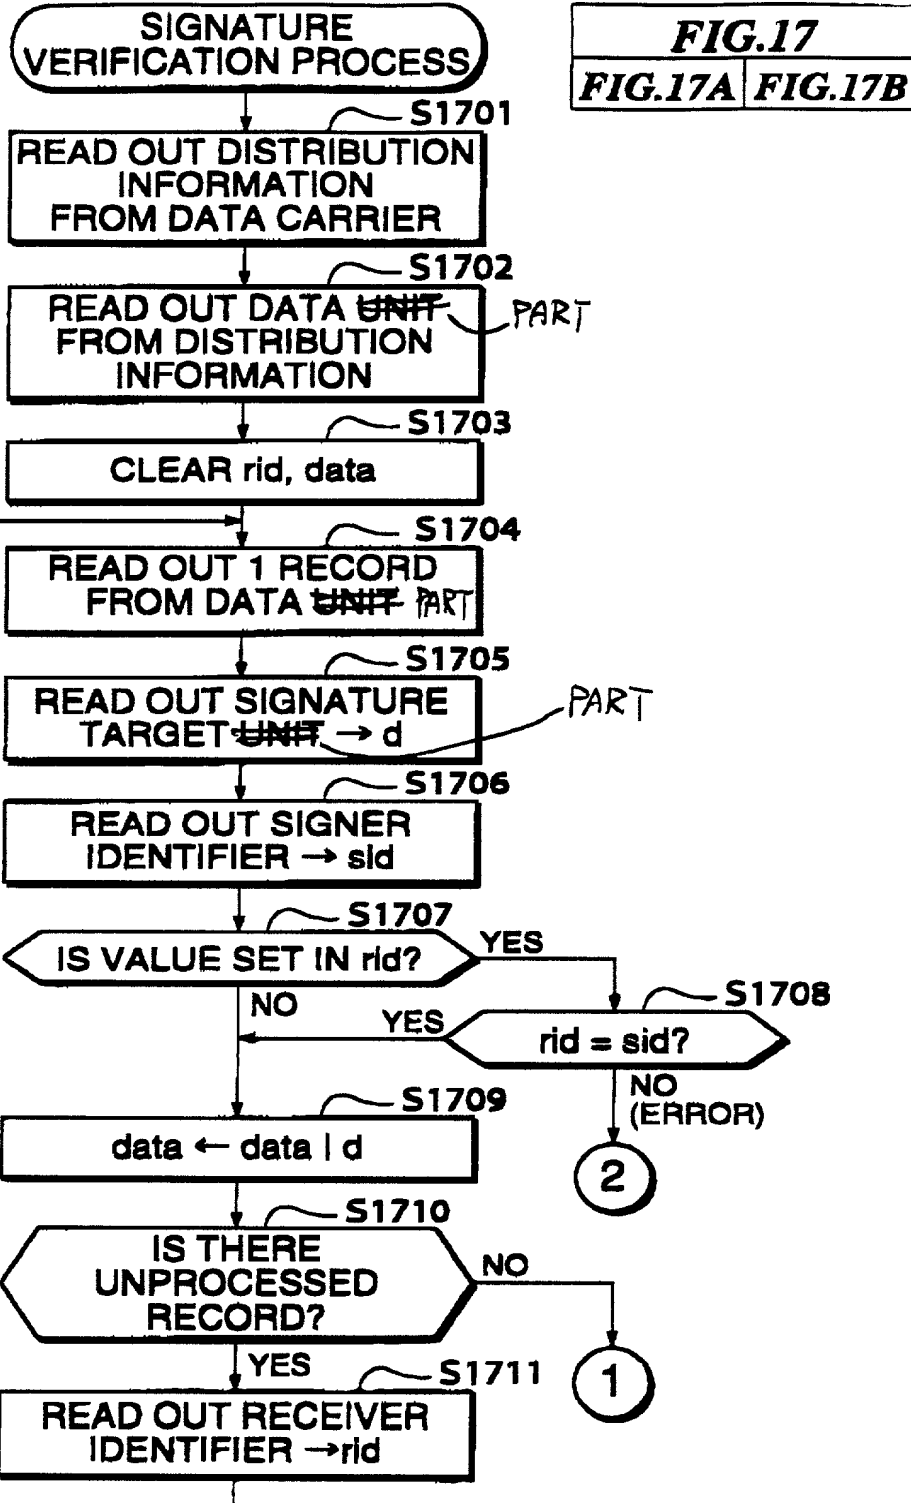 SIGNATURE
VERIFICATION PROCESS
FIG.17
FIG.17A FIG.17B
S1701
READ OUT DISTRIBUTION
INFORMATION
FROM DATA CARRIER
S1702
READ OUT DATA UNIT PART
FROM DISTRIBUTION
INFORMATION
S1703
CLEAR rid, data
S1704
READ OUT 1 RECORD
FROM DATA UNIT PART
S1705
READ OUT SIGNATURE
TARGET UNIT → d PART
S1706
READ OUT SIGNER
IDENTIFIER → sid
S1707
IS VALUE SET IN rid?
YES
NO
S1708
rid = sid?
YES
NO
(ERROR)
2
S1709
data ← data | d
S1710
IS THERE
UNPROCESSED
RECORD?
NO
1
YES
S1711
READ OUT RECEIVER
IDENTIFIER →rid